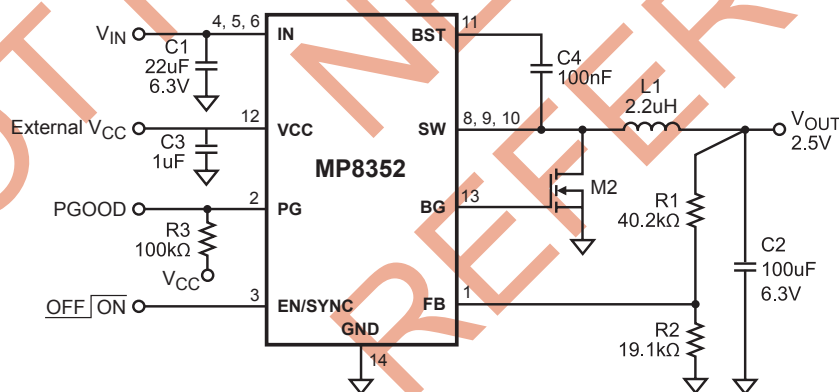 4, 5, 6
11
VIN
IN
BST
C1
22uF
6.3V
C4
100nF
L1
2.2uH
External VCC
12
VCC
SW
8, 9, 10
VOUT
2.5V
C3
1uF
MP8352
M2
PGOOD
2
PG
BG
13
R1
40.2kΩ
R3
100kΩ
VCC
C2
100uF
6.3V
OFF ON
3
EN/SYNC
FB
1
GND
14
R2
19.1kΩ
REFER